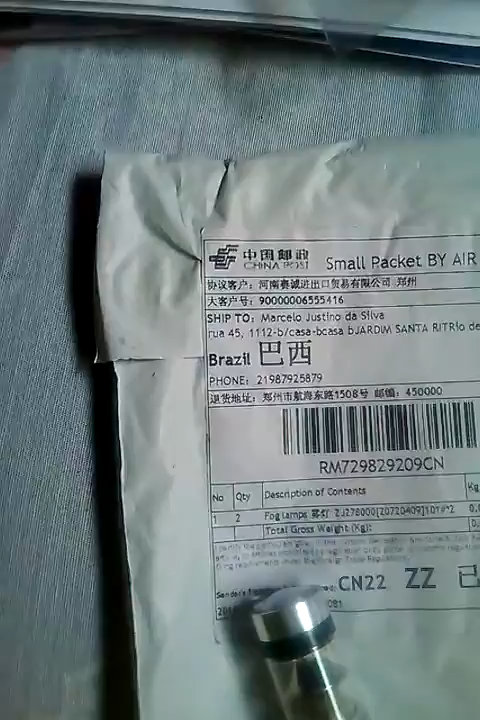 中国邮政
CHINA POST
Small Packet BY AIR
协议客户: 河南赛诚进出口贸易有限公司 郑州
大客户号: 90000006555416
SHIP TO: Marcelo Justino da Silva
rua 45, 1112-b/casa-bcasa bJARDIM SANTA RITRio de
Brazil 巴西
PHONE: 21987925879
退货地址: 郑州市航海东路1508号 邮编: 450000
RM729829209CN
No Qty Description of Contents Kg
1 2 Fog lamps 雾灯
Total Gross Weight (Kg):
CN22 ZZ